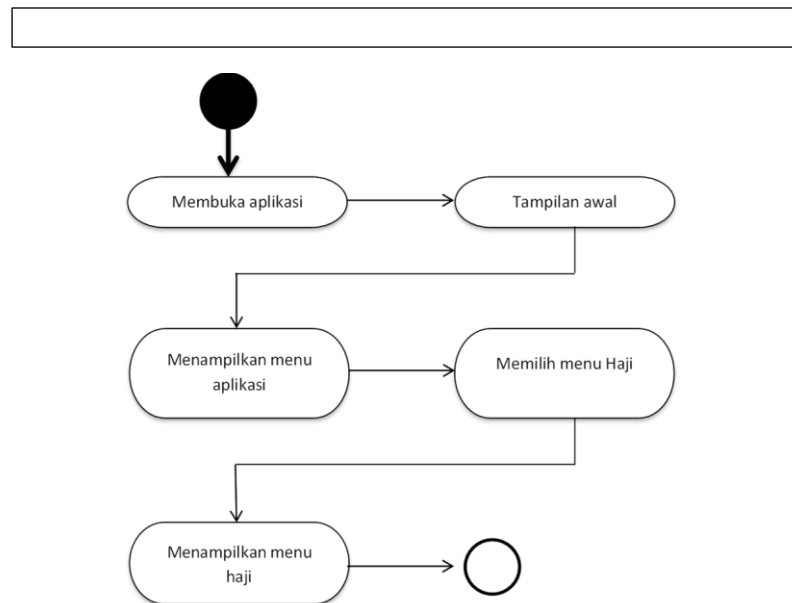 Membuka aplikasi
Tampilan awal
Menampilkan menu
aplikasi
Memilih menu Haji
Menampilkan menu
haji